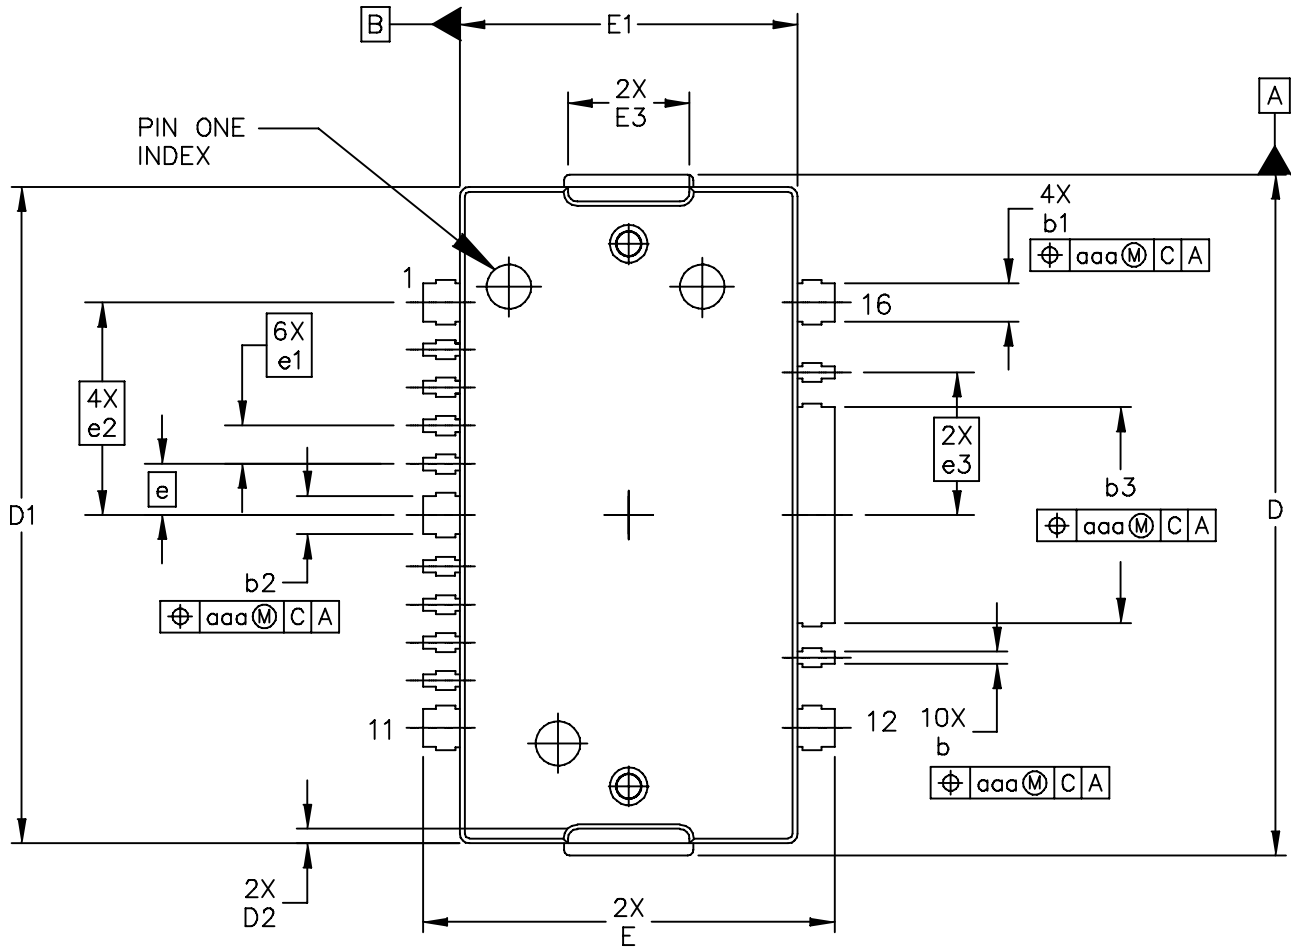 B
E1
2X
E3
A
PIN ONE
INDEX
4X
b1
⌖ aaa Ⓜ C A
1
16
6X
e1
4X
e2
2X
e3
e
b3
D1
D
⌖ aaa Ⓜ C A
b2
⌖ aaa Ⓜ C A
11
12
10X
b
⌖ aaa Ⓜ C A
2X
D2
2X
E